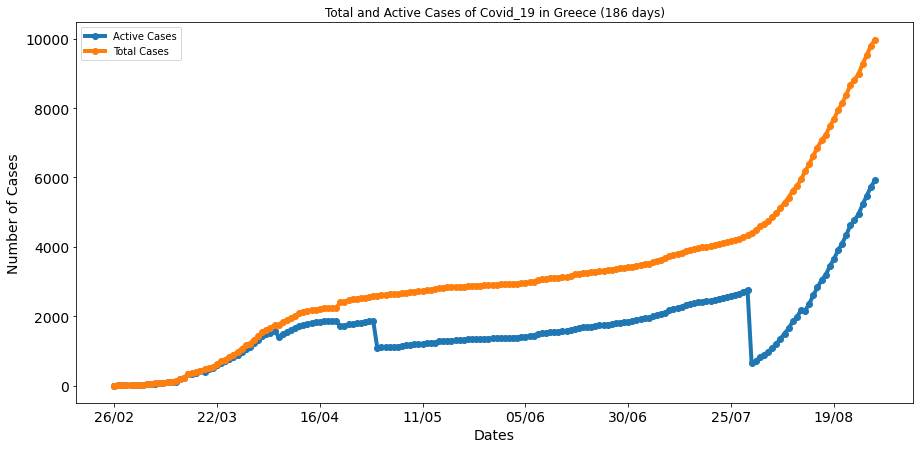 Total and Active Cases of Covid_19 in Greece (186 days)
Active Cases
Total Cases
10000
8000
6000
4000
2000
0
Number of Cases
26/02 22/03 16/04 11/05 05/06 30/06 25/07 19/08
Dates